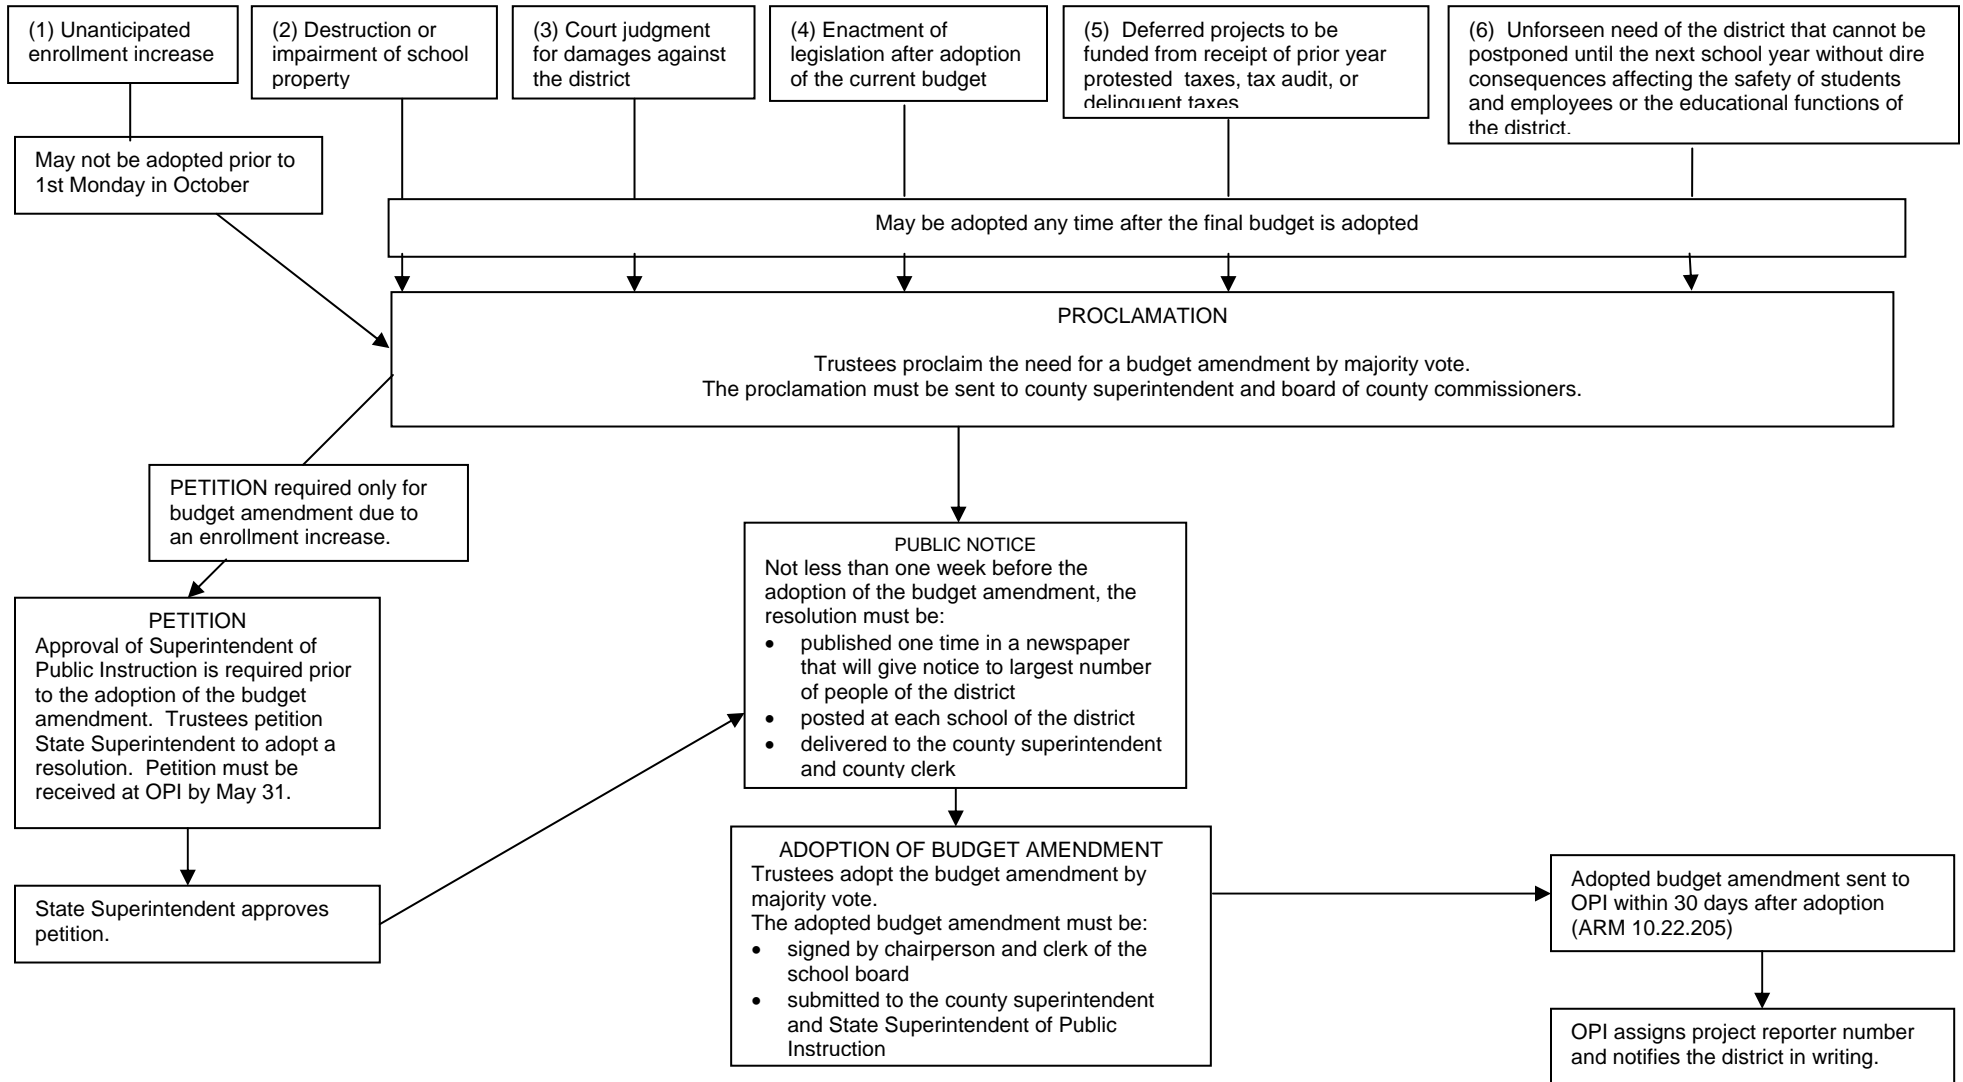 (1) Unanticipated
enrollment increase
(2) Destruction or
impairment of school
property
(3) Court judgment
for damages against
the district
(4) Enactment of
legislation after adoption
of the current budget
(5) Deferred projects to be
funded from receipt of prior year
protested taxes, tax audit, or
delinquent taxes
(6) Unforseen need of the district that cannot be
postponed until the next school year without dire
consequences affecting the safety of students
and employees or the educational functions of
the district.
May not be adopted prior to
1st Monday in October
May be adopted any time after the final budget is adopted
PROCLAMATION
Trustees proclaim the need for a budget amendment by majority vote.
The proclamation must be sent to county superintendent and board of county commissioners.
PETITION required only for
budget amendment due to
an enrollment increase.
PETITION
Approval of Superintendent of
Public Instruction is required prior
to the adoption of the budget
amendment. Trustees petition
State Superintendent to adopt a
resolution. Petition must be
received at OPI by May 31.
State Superintendent approves
petition.
PUBLIC NOTICE
Not less than one week before the
adoption of the budget amendment, the
resolution must be:
• published one time in a newspaper
that will give notice to largest number
of people of the district
• posted at each school of the district
• delivered to the county superintendent
and county clerk
ADOPTION OF BUDGET AMENDMENT
Trustees adopt the budget amendment by
majority vote.
The adopted budget amendment must be:
• signed by chairperson and clerk of the
school board
• submitted to the county superintendent
and State Superintendent of Public
Instruction
Adopted budget amendment sent to
OPI within 30 days after adoption
(ARM 10.22.205)
OPI assigns project reporter number
and notifies the district in writing.